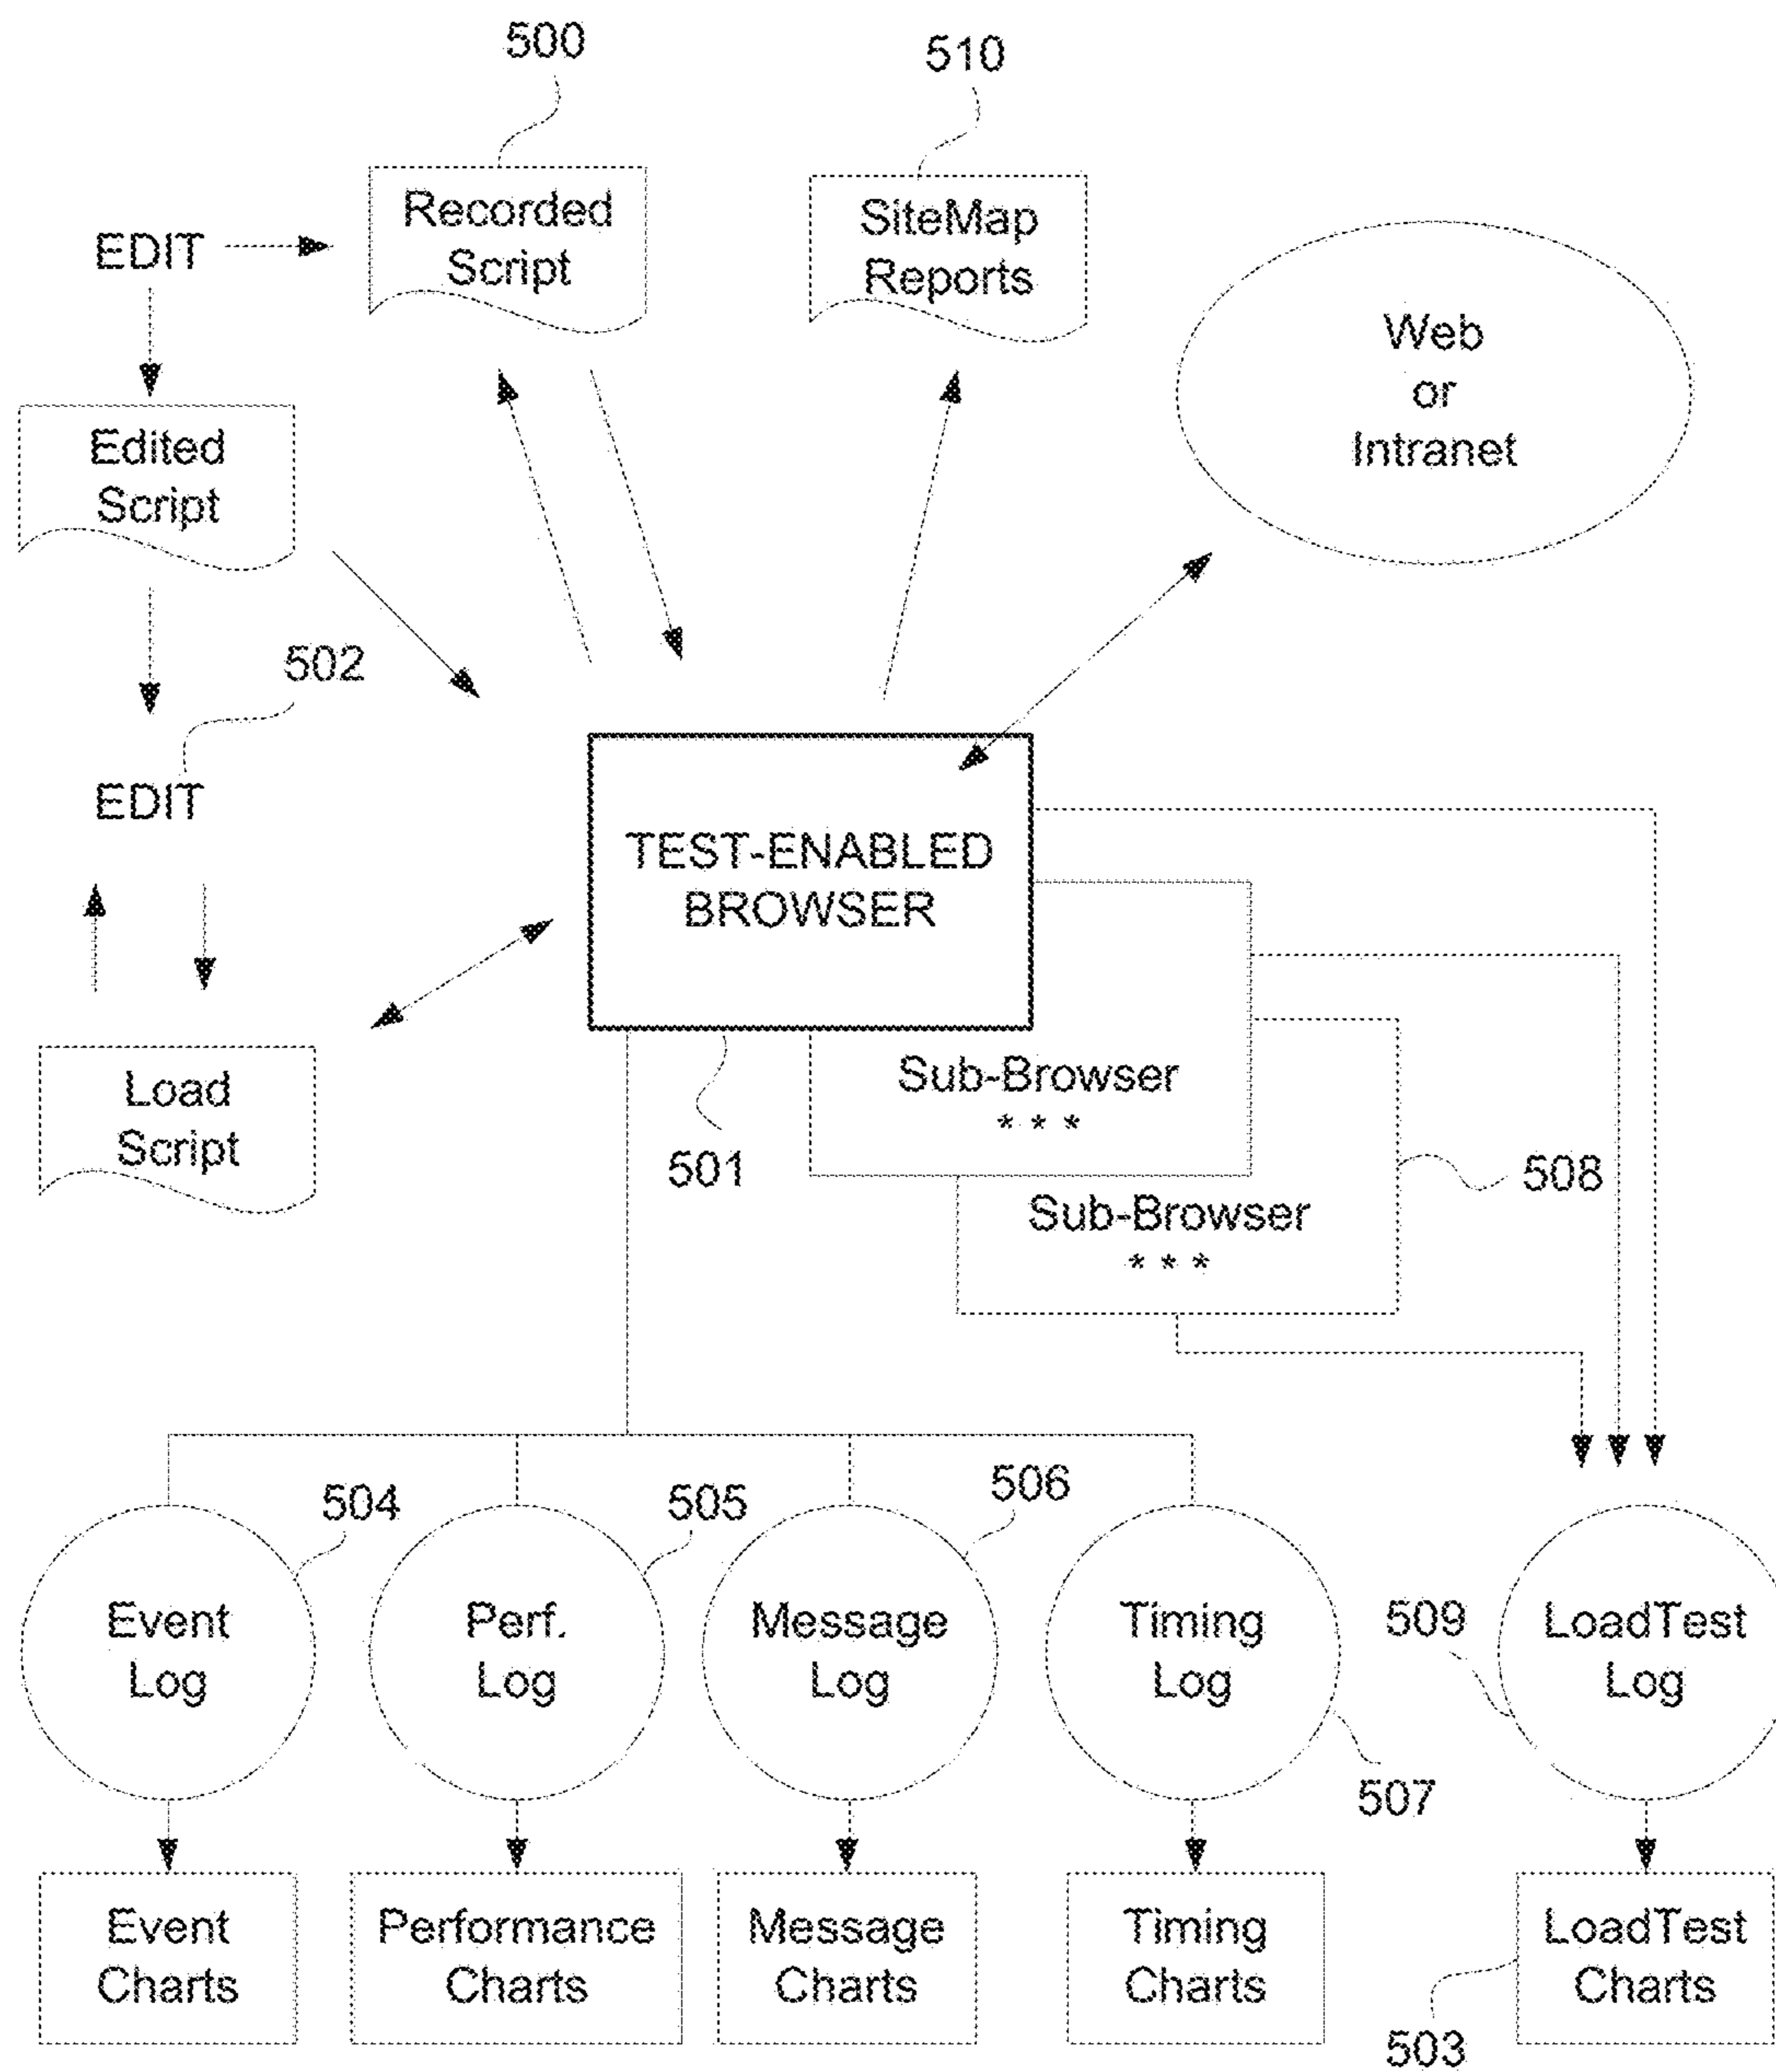 500
510
Recorded
Script
SiteMap
Reports
EDIT
Web
or
Intranet
Edited
Script
502
EDIT
TEST-ENABLED
BROWSER
Load
Script
Sub-Browser
* * *
501
508
Sub-Browser
* * *
504
505
506
Event
Log
Perf.
Log
Message
Log
Timing
Log
509
LoadTest
Log
507
Event
Charts
Performance
Charts
Message
Charts
Timing
Charts
LoadTest
Charts
503